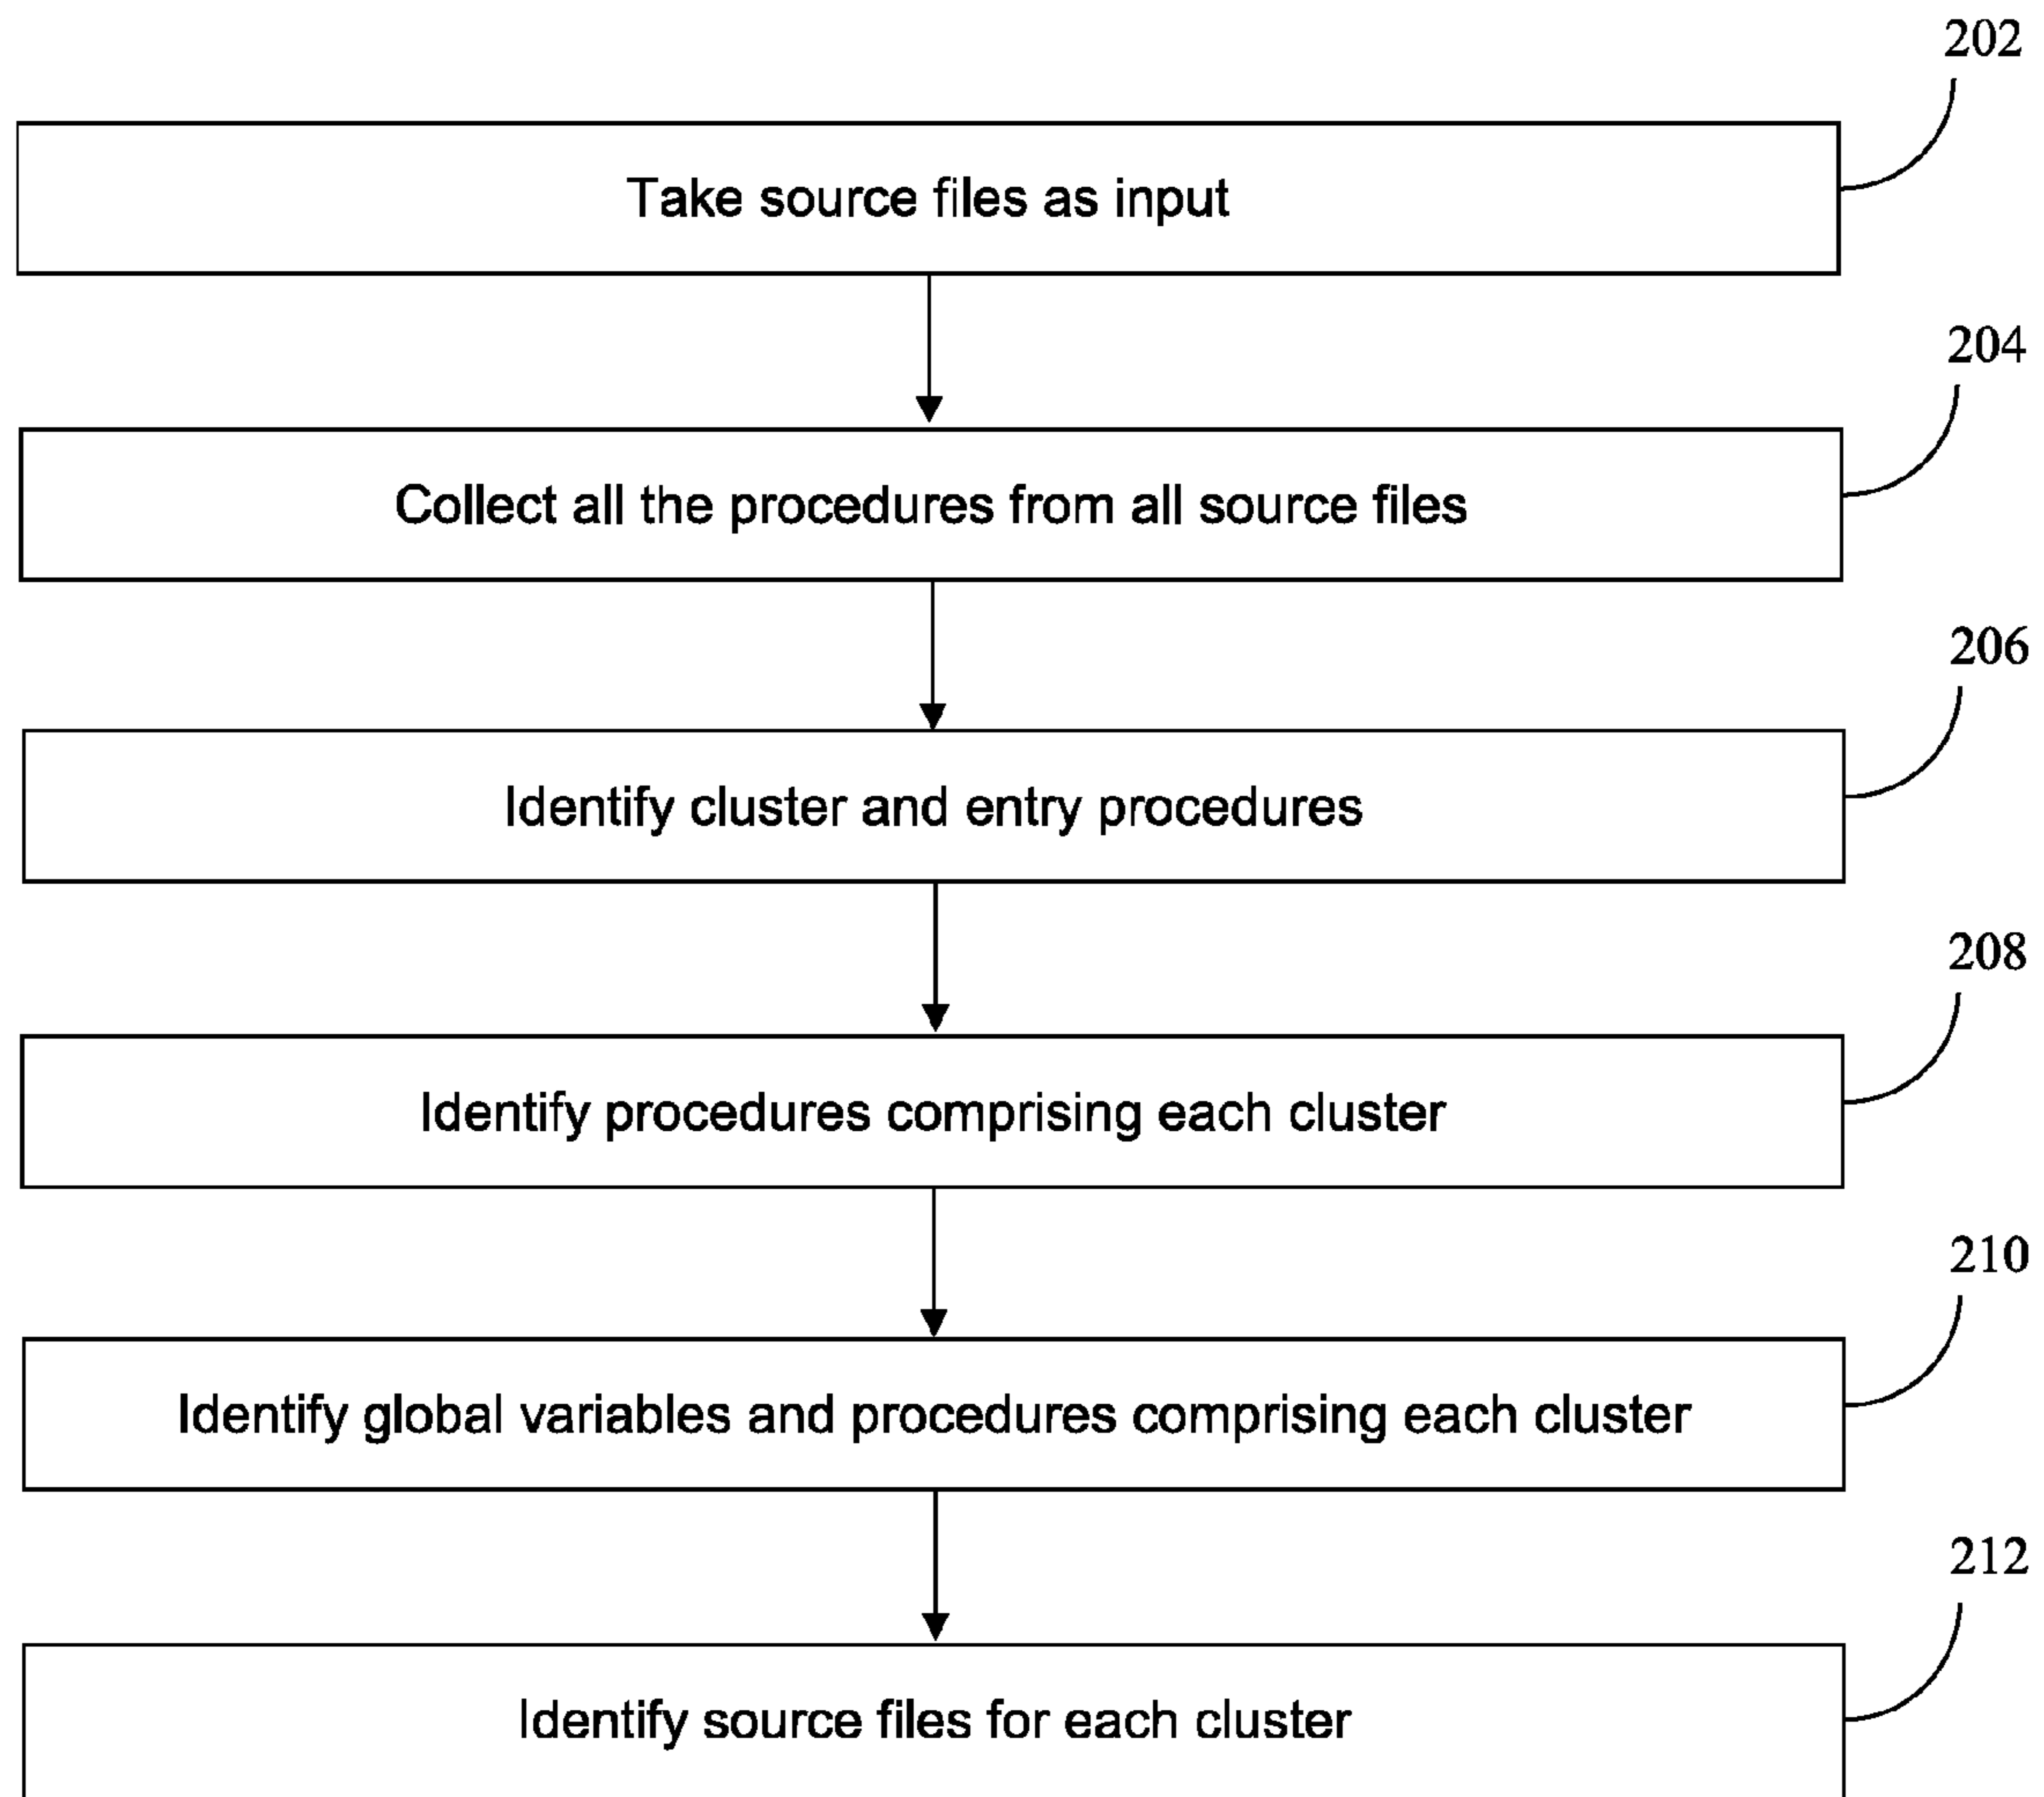 202
Take source files as input
204
Collect all the procedures from all source files
206
Identify cluster and entry procedures
208
Identify procedures comprising each cluster
210
Identify global variables and procedures comprising each cluster
212
Identify source files for each cluster